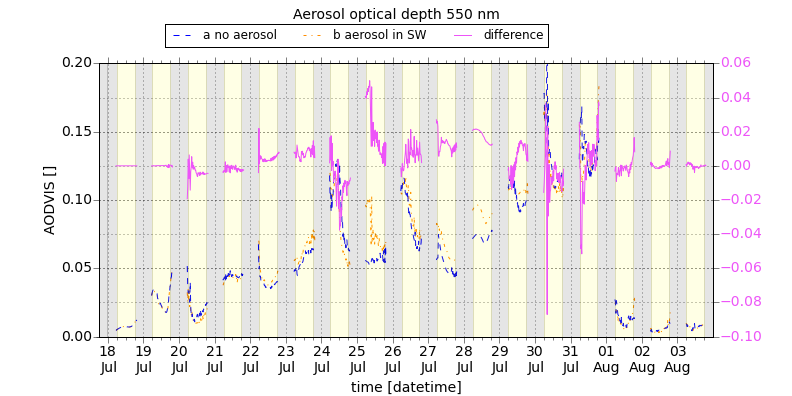 Aerosol optical depth 550 nm
a no aerosol b aerosol in SW difference
0.20 0.06
0.04
0.15 0.02
0.00
0.10 −0.02
−0.04
0.05 −0.06
−0.08
0.00 −0.10
AODVIS []
18 19 20 21 22 23 24 25 26 27 28 29 30 31 01 02 03
Jul Jul Jul Jul Jul Jul Jul Jul Jul Jul Jul Jul Jul Jul Aug Aug Aug
time [datetime]